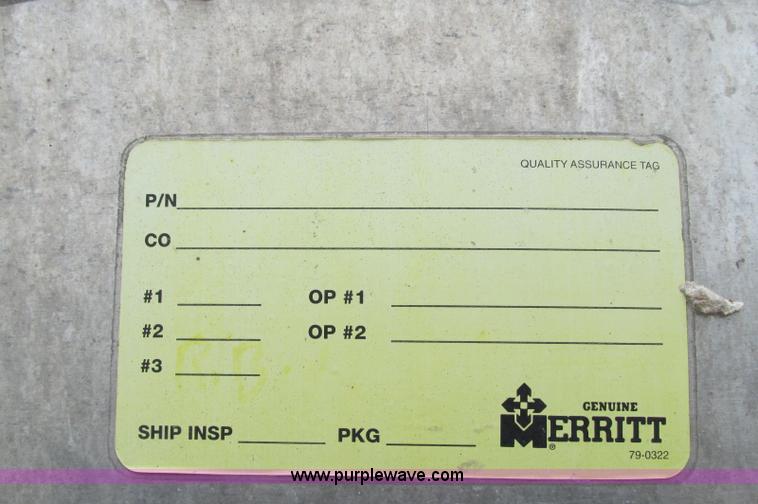 QUALITY ASSURANCE TAG
P/N
CO
#1 OP #1
#2 OP #2
#3
SHIP INSP PKG
GENUINE
MERRITT
®
79-0322
www.purplewave.com